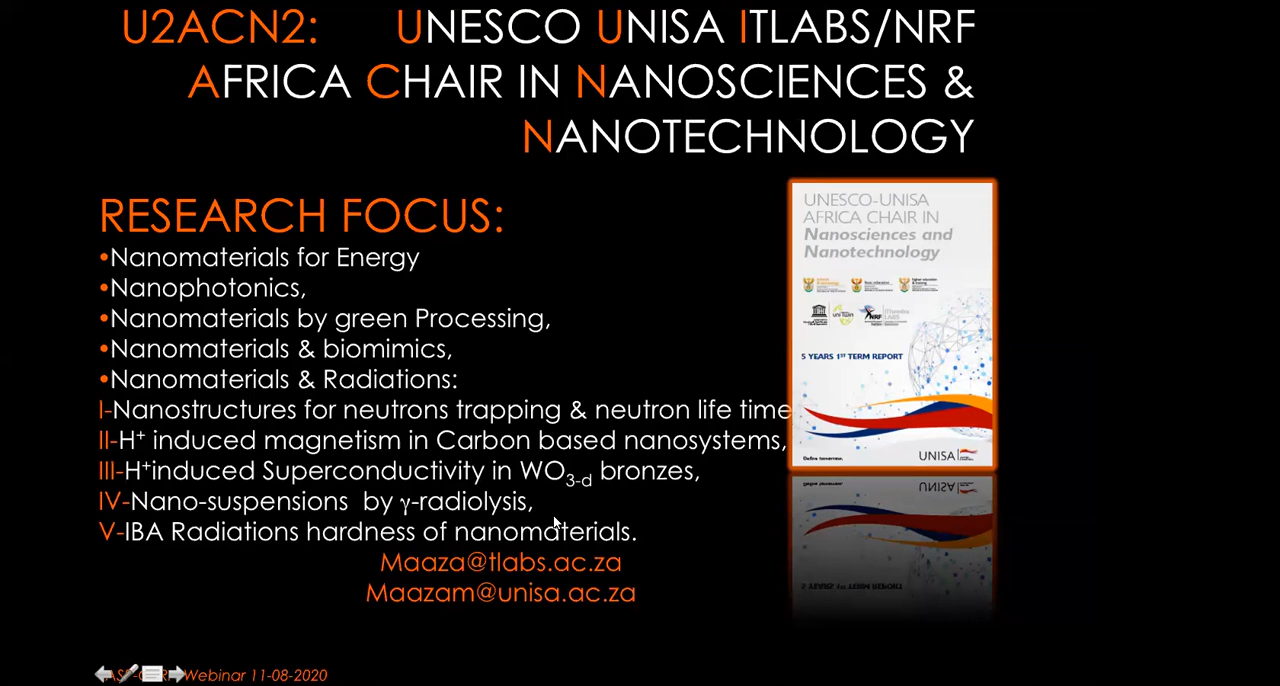 U2ACN2: UNESCO UNISA ITLABS/NRF
AFRICA CHAIR IN NANOSCIENCES &
NANOTECHNOLOGY
RESEARCH FOCUS:
•Nanomaterials for Energy
•Nanophotonics,
•Nanomaterials by green Processing,
•Nanomaterials & biomimics,
•Nanomaterials & Radiations:
I-Nanostructures for neutrons trapping & neutron life time
II-H⁺ induced magnetism in Carbon based nanosystems,
III-H⁺induced Superconductivity in WO₃₋d bronzes,
IV-Nano-suspensions by γ-radiolysis,
V-IBA Radiations hardness of nanomaterials.
Maaza@tlabs.ac.za
Maazam@unisa.ac.za
UNESCO-UNISA
AFRICA CHAIR IN
Nanosciences and
Nanotechnology
NRF
5 YEARS 1ST TERM REPORT
Define tomorrow.
UNISA
Webinar 11-08-2020